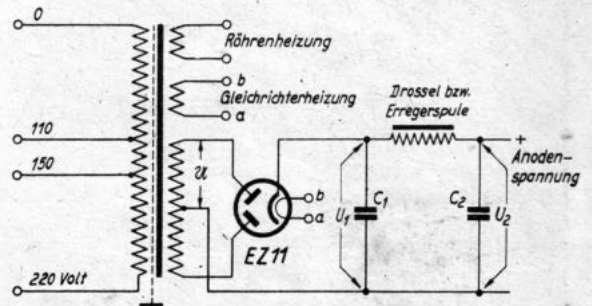 0
Röhrenheizung
b
Gleichrichterheizung
a
Drossel bzw.
Erregerspule
110
150
+
Anoden-
spannung
u
b
a
U1
C1
C2
U2
EZ11
220 Volt